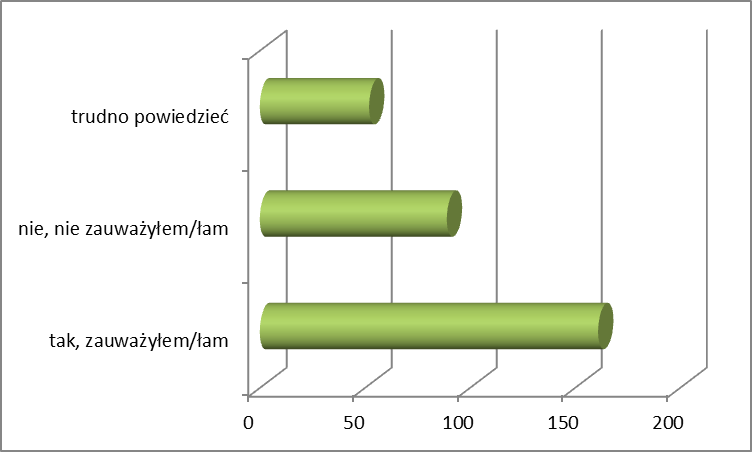 trudno powiedzieć
nie, nie zauważyłem/łam
tak, zauważyłem/łam
0 50 100 150 200